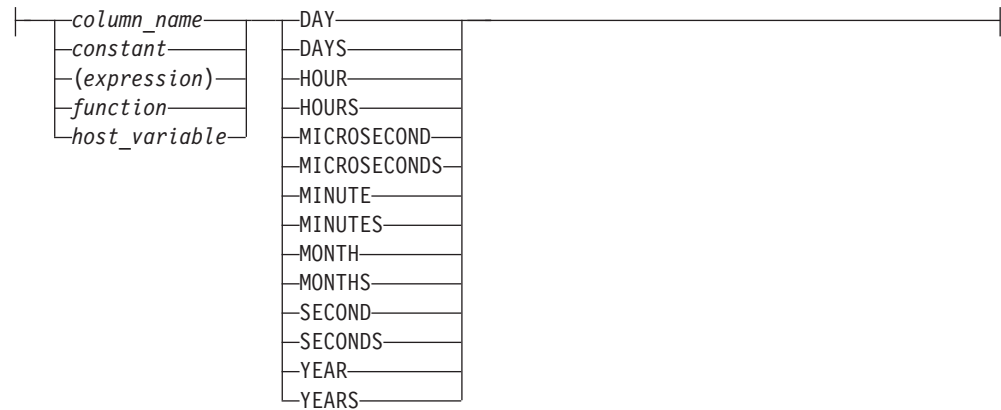 column_name DAY
constant DAYS
(expression) HOUR
function HOURS
host_variable MICROSECOND
MICROSECONDS
MINUTE
MINUTES
MONTH
MONTHS
SECOND
SECONDS
YEAR
YEARS